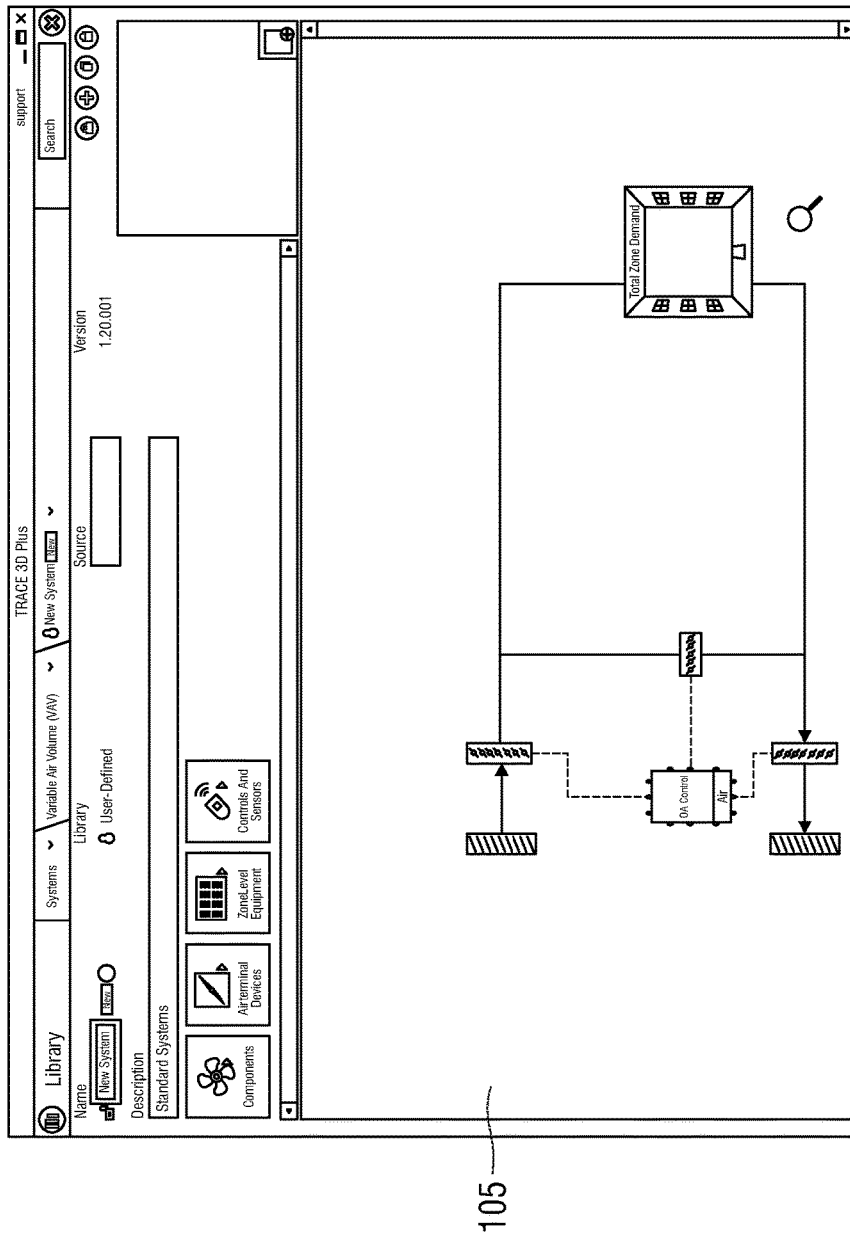 TRACE 3D Plus
support
Library
Systems
Variable Air Volume (VAV)
New System New
Search
Name
Library
Source
Version
New System New
User-Defined
1.20.001
Description
Standard Systems
Components
Airterminal
Devices
ZoneLevel
Equipment
Controls And
Sensors
Total Zone Demand
OA Control
Air
105